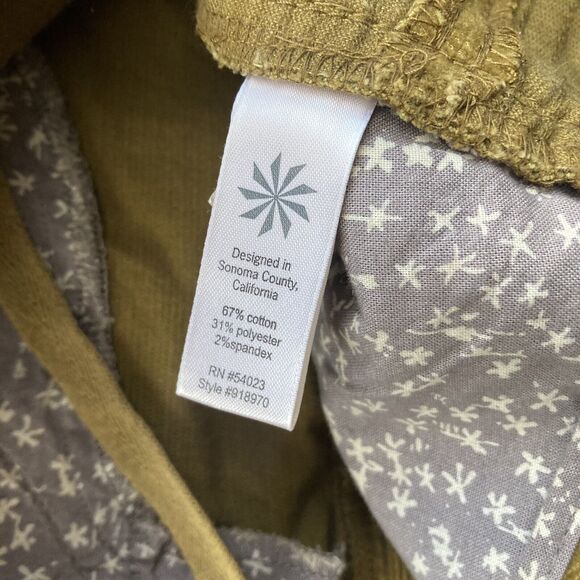 Designed in
Sonoma County,
California
67% cotton
31% polyester
2%spandex
RN #54023
Style #918970